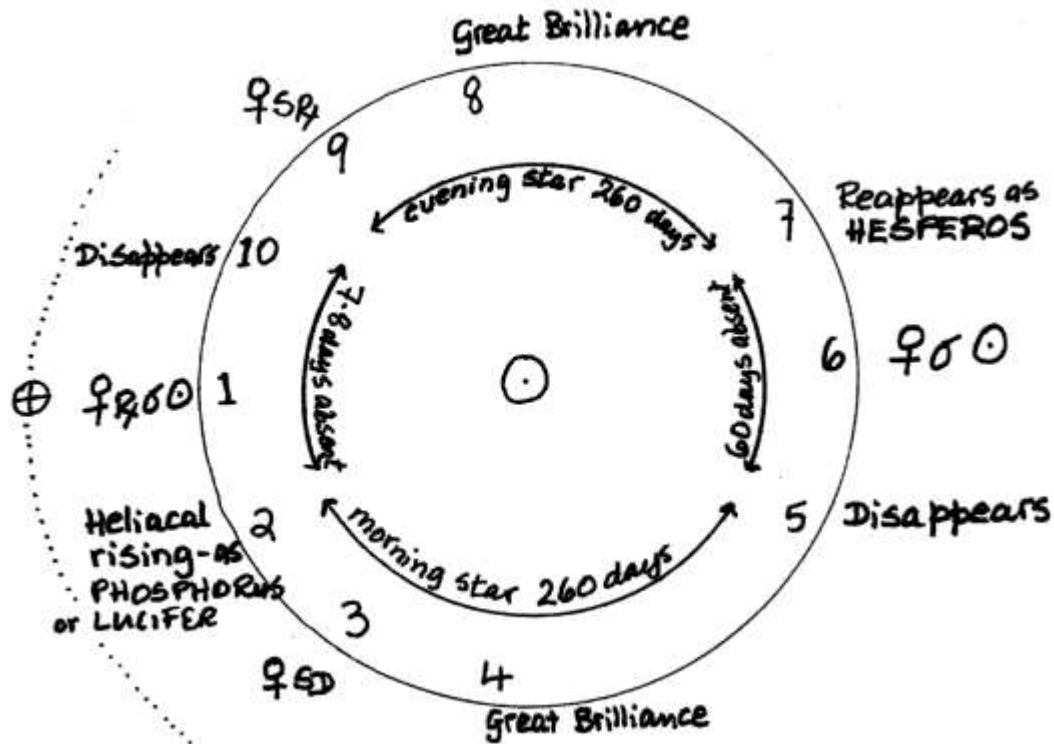 Great Brilliance
8
♀SR
9
evening star 260 days
7
Reappears as
HESFEROS
Disappears 10
7-8 days absent
60 days absent
6 ♀☌☉
⊕ ♀℞☌☉ 1
☉
2
Heliacal
rising-as
PHOSPHORUS
or LUCIFER
5 Disappears
morning star 260 days
3
♀SD
4
Great Brilliance